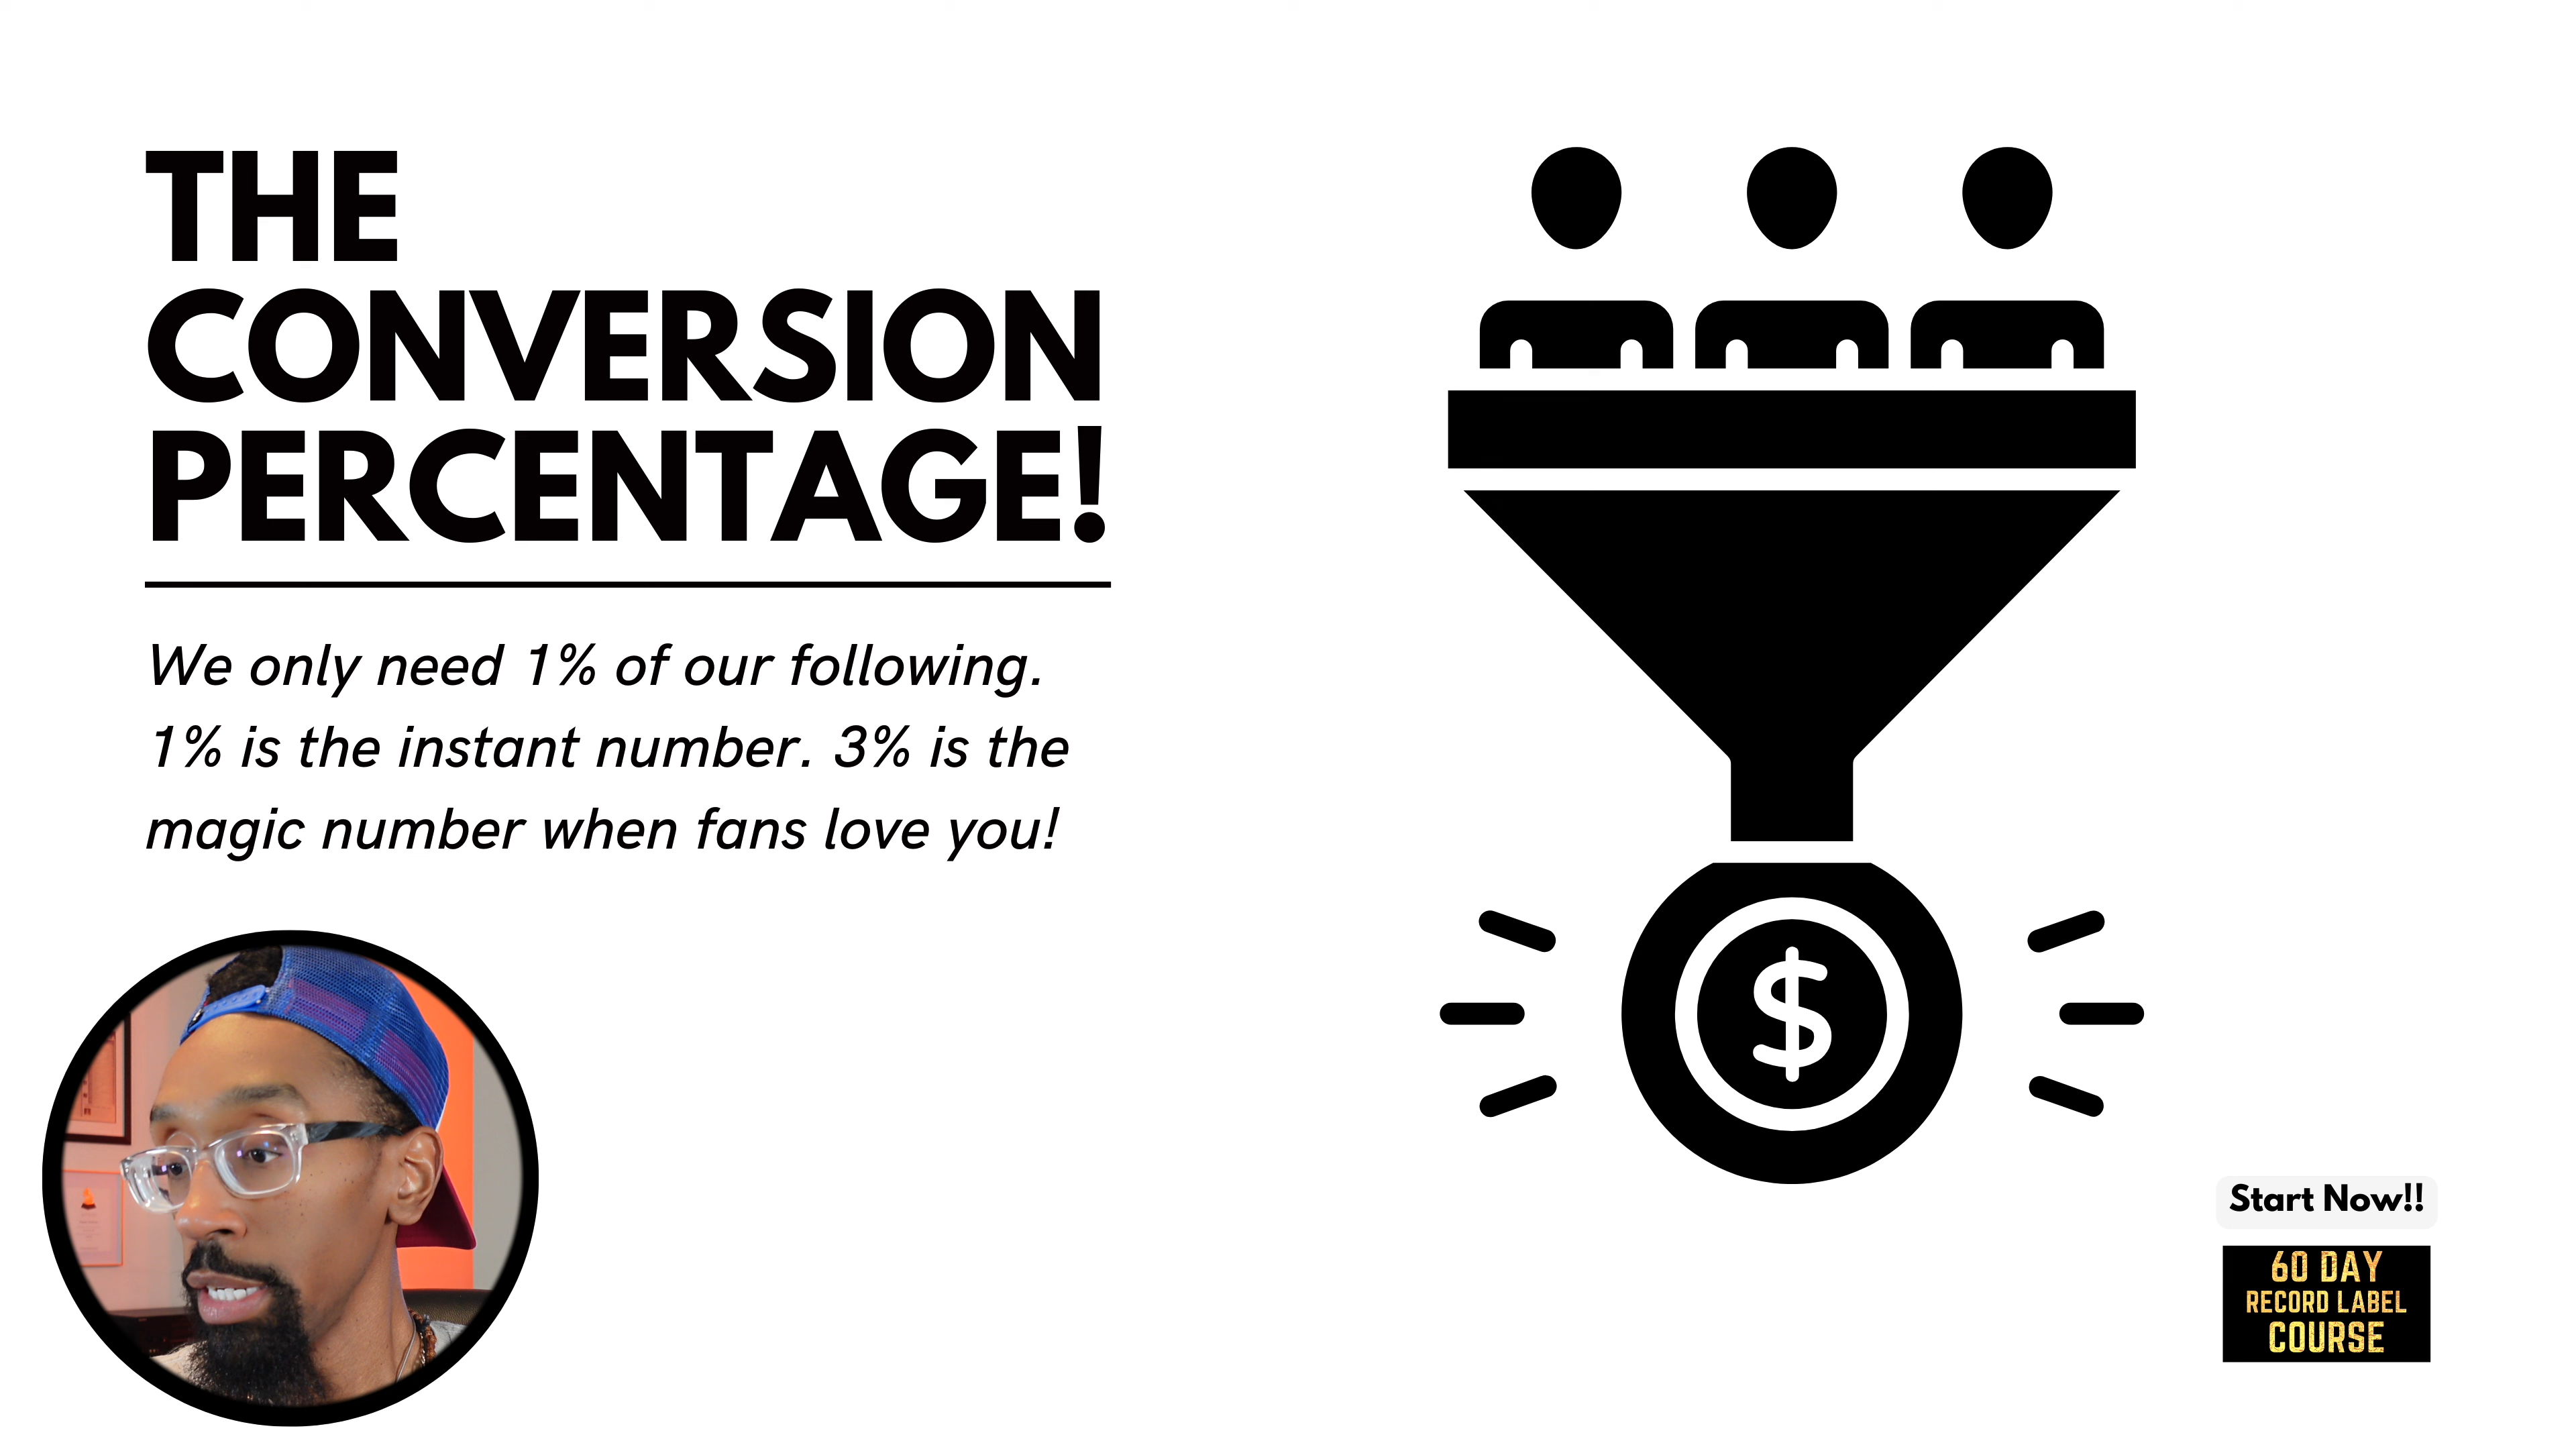 THE
CONVERSION
PERCENTAGE!
We only need 1% of our following.
1% is the instant number. 3% is the
magic number when fans love you!
$
Start Now!!
60 DAY
RECORD LABEL
COURSE